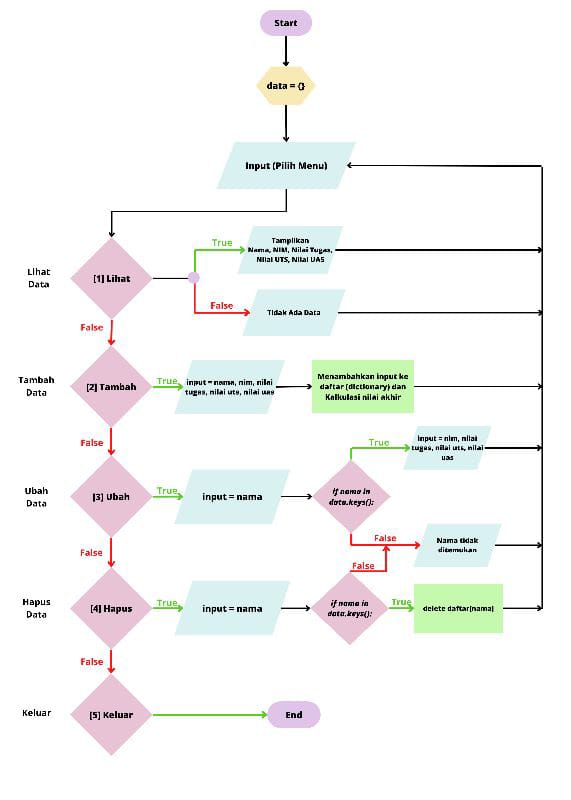 Start
data = {}
Input (Pilih Menu)
Lihat
Data
[1] Lihat
True
Tampilkan
Nama, NIM, Nilai Tugas,
Nilai UTS, Nilai UAS
False
Tidak Ada Data
False
Tambah
Data
[2] Tambah
True
input = nama, nim, nilai
tugas, nilai uts, nilai uas
Menambahkan input ke
daftar (dictionary) dan
Kalkulasi nilai akhir
False
Ubah
Data
[3] Ubah
True
input = nama
if nama in
data.keys():
True
input = nim, nilai
tugas, nilai uts, nilai
uas
False
Nama tidak
ditemukan
False
Hapus
Data
[4] Hapus
True
input = nama
if nama in
data.keys():
False
True
delete daftar[nama]
False
Keluar
[5] Keluar
End